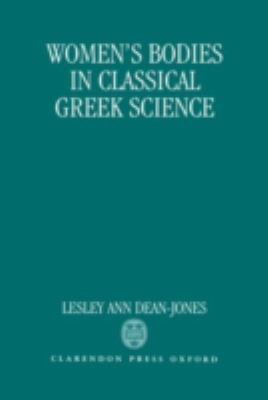 WOMEN'S BODIES
IN CLASSICAL
GREEK SCIENCE
LESLEY ANN DEAN-JONES
CLARENDON PRESS OXFORD